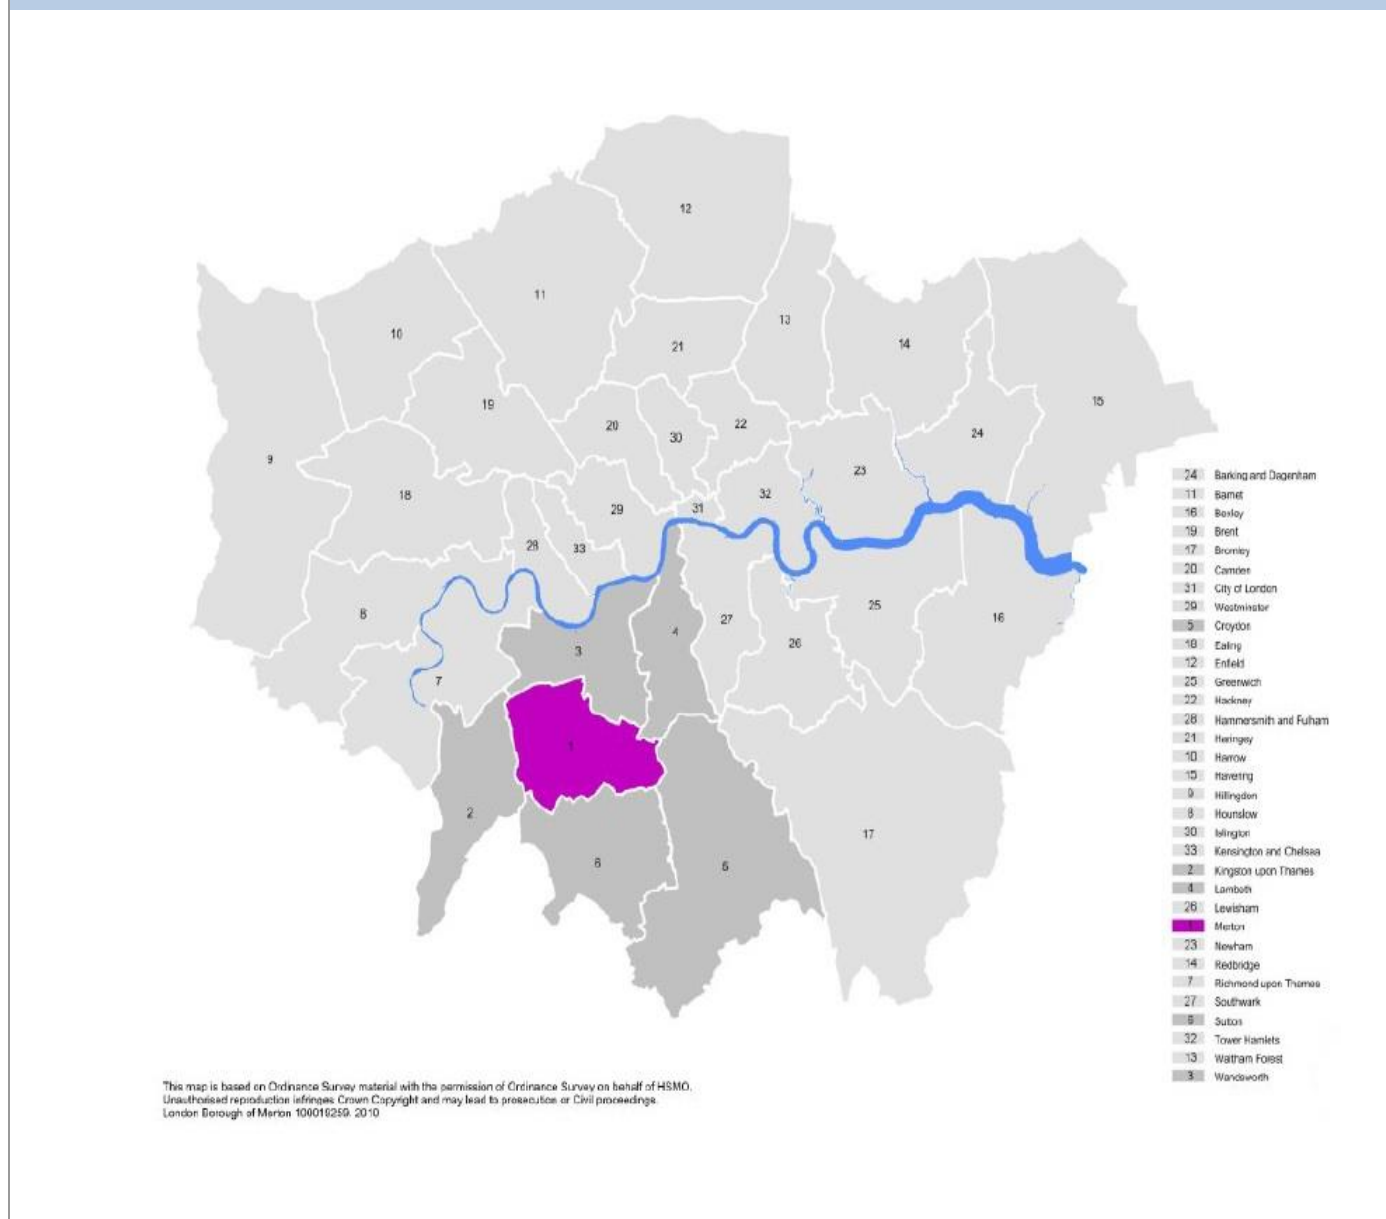 12
11
13
10
21
14
15
19
20
30
22
24
9
23
18
32
29
31
28
33
8
25
27
16
4
26
3
7
1
2
17
6
5
24 Barking and Dagenham
11 Barnet
16 Bexley
19 Brent
17 Bromley
20 Camden
31 City of London
29 Westminster
5 Croydon
18 Ealing
12 Enfield
25 Greenwich
22 Hackney
28 Hammersmith and Fulham
21 Haringey
10 Harrow
15 Havering
9 Hillingdon
8 Hounslow
30 Islington
33 Kensington and Chelsea
2 Kingston upon Thames
4 Lambeth
26 Lewisham
1 Merton
23 Newham
14 Redbridge
7 Richmond upon Thames
27 Southwark
6 Sutton
32 Tower Hamlets
13 Waltham Forest
3 Wandsworth
This map is based on Ordinance Survey material with the permission of Ordinance Survey on behalf of HSMO.
Unauthorised reproduction infringes Crown Copyright and may lead to prosecution or Civil proceedings.
London Borough of Merton 100019259. 2010